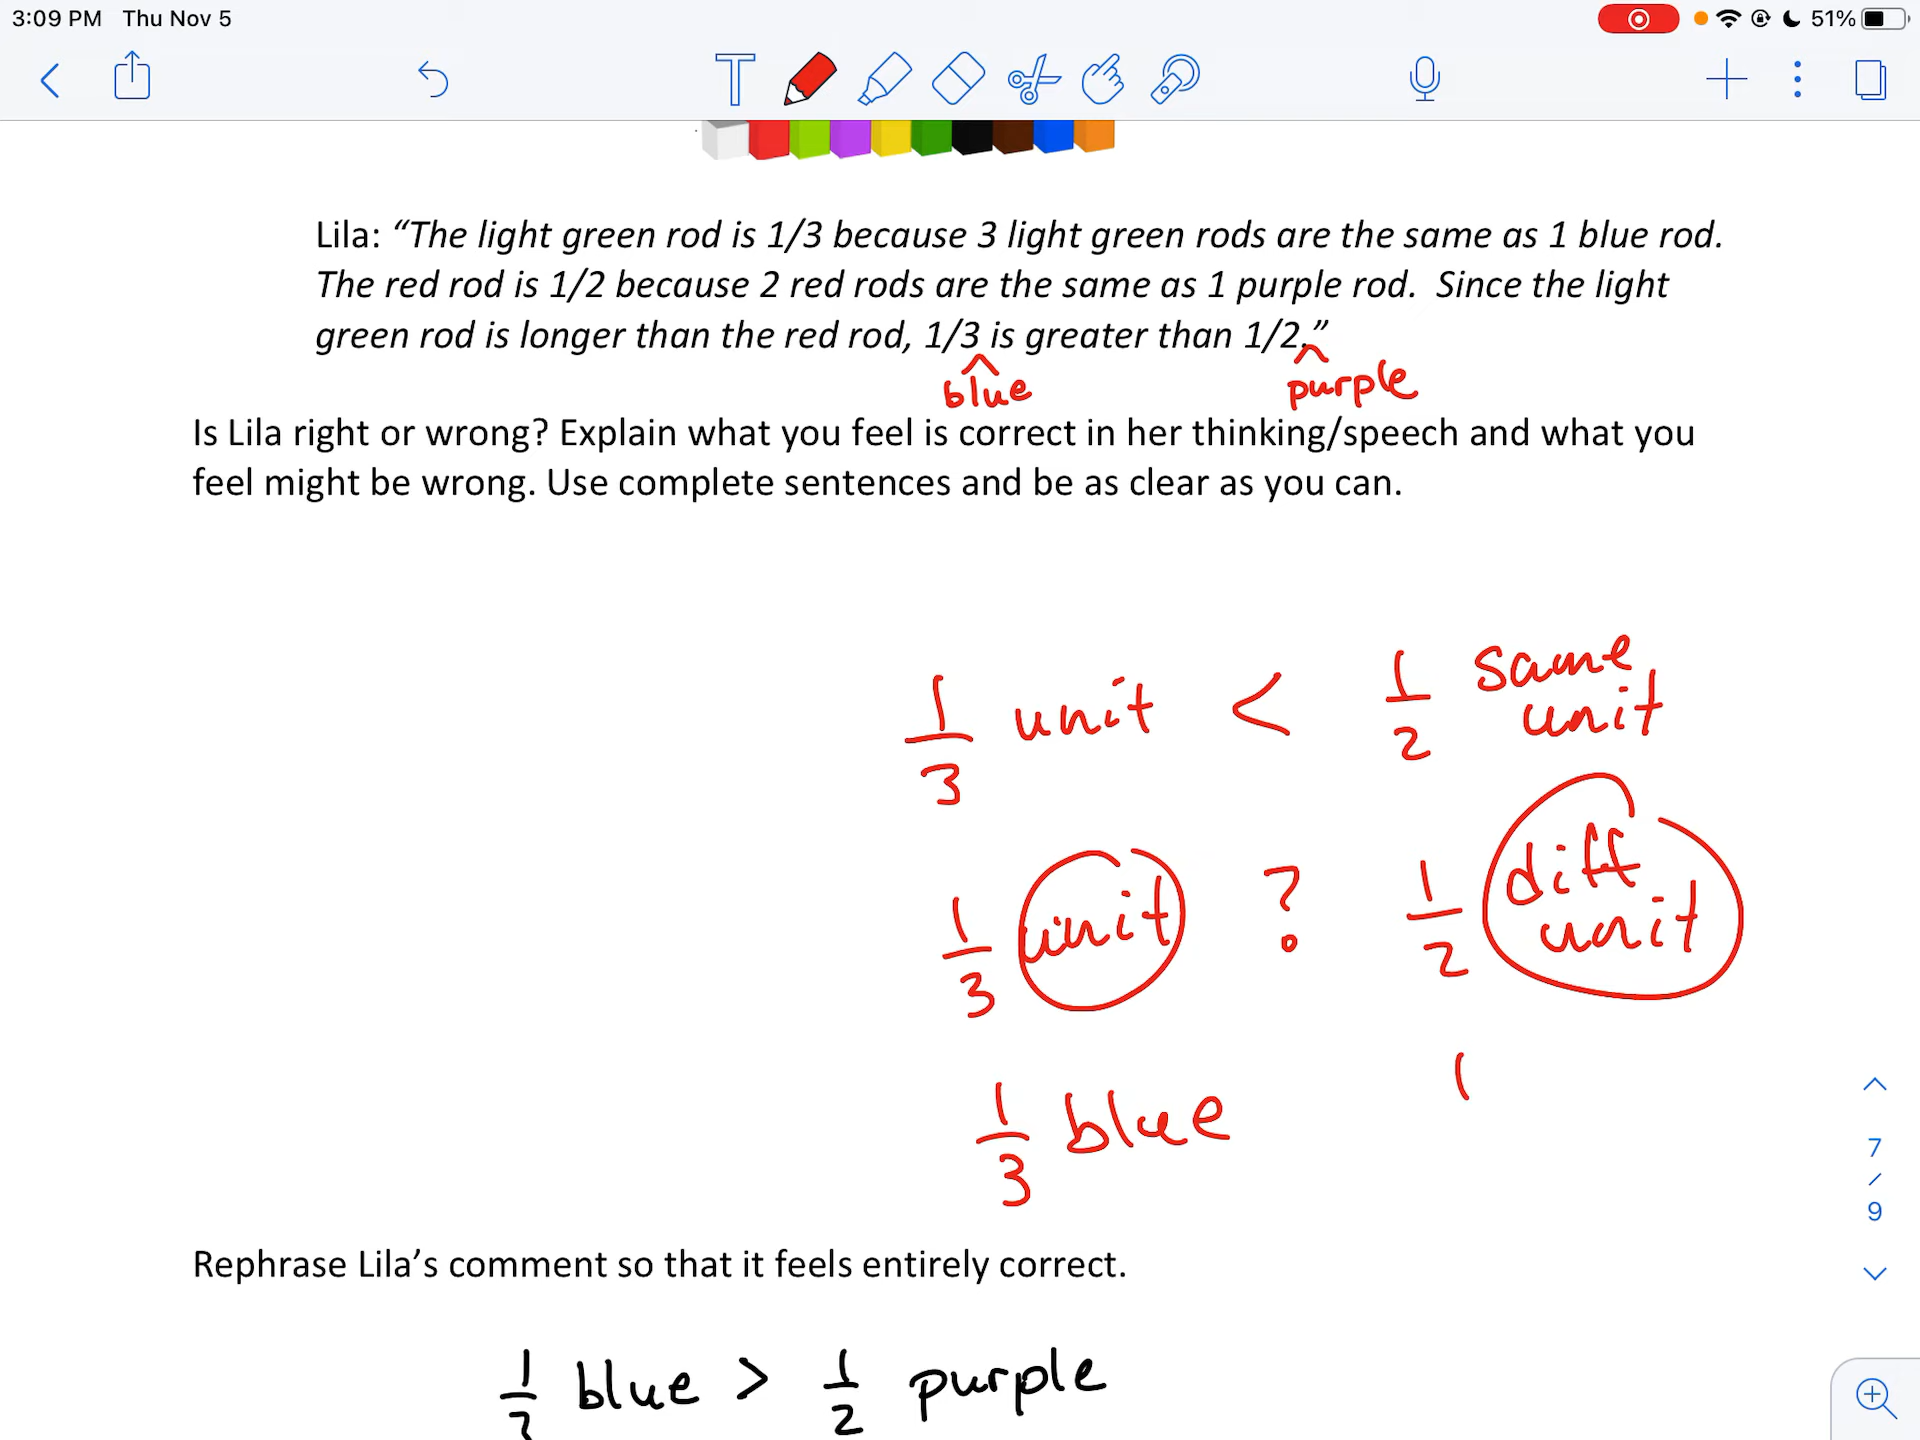 3:09 PM Thu Nov 5 51%
T
Lila: “The light green rod is 1/3 because 3 light green rods are the same as 1 blue rod.
The red rod is 1/2 because 2 red rods are the same as 1 purple rod. Since the light
green rod is longer than the red rod, 1/3 is greater than 1/2.”
^ blue ^ purple
Is Lila right or wrong? Explain what you feel is correct in her thinking/speech and what you
feel might be wrong. Use complete sentences and be as clear as you can.
1/3 unit < 1/2 same unit
1/3 unit ? 1/2 diff unit
1/3 blue 1
7
/
9
Rephrase Lila’s comment so that it feels entirely correct.
1/3 blue > 1/2 purple